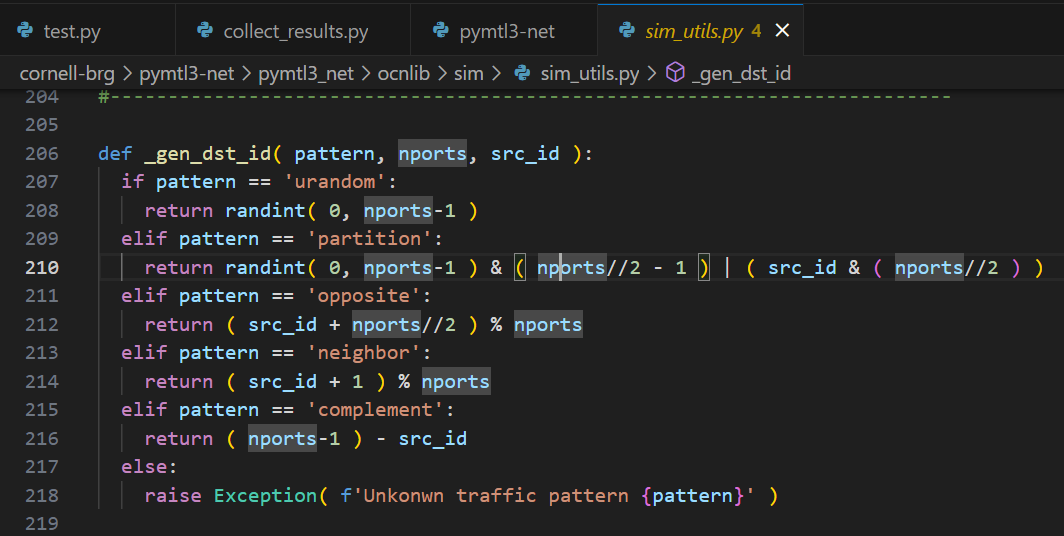 test.py collect_results.py pymtl3-net sim_utils.py 4 ×
cornell-brg > pymtl3-net > pymtl3_net > ocnlib > sim > sim_utils.py > _gen_dst_id
204 #-------------------------------------------------------------------------
205
206 def _gen_dst_id( pattern, nports, src_id ):
207   if pattern == 'urandom':
208     return randint( 0, nports-1 )
209   elif pattern == 'partition':
210     return randint( 0, nports-1 ) & ( nports//2 - 1 ) | ( src_id & ( nports//2 ) )
211   elif pattern == 'opposite':
212     return ( src_id + nports//2 ) % nports
213   elif pattern == 'neighbor':
214     return ( src_id + 1 ) % nports
215   elif pattern == 'complement':
216     return ( nports-1 ) - src_id
217   else:
218     raise Exception( f'Unkonwn traffic pattern {pattern}' )
219